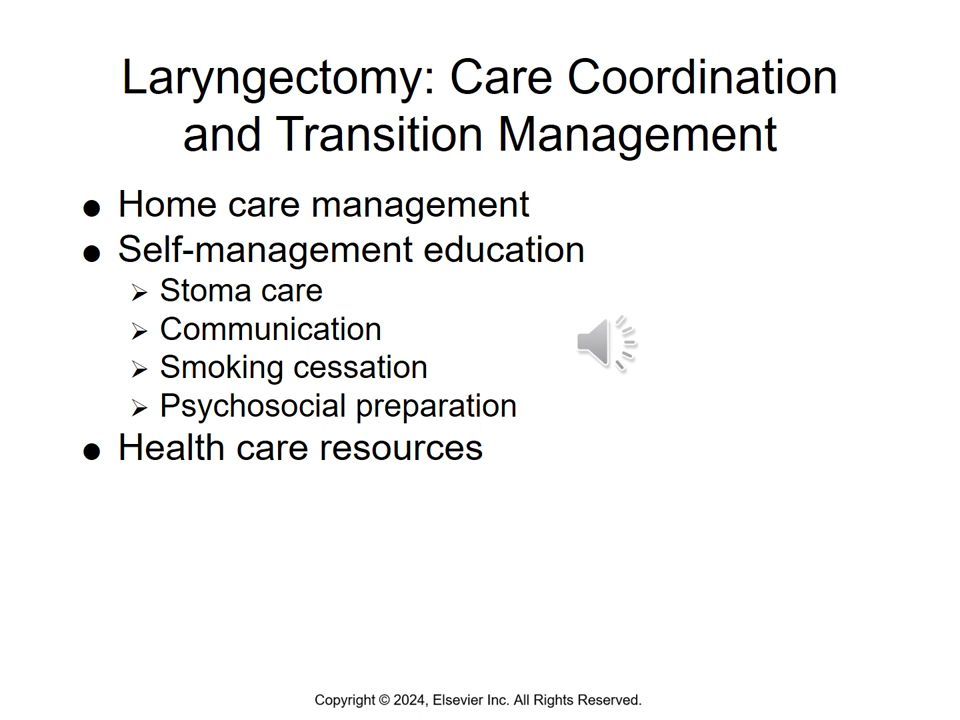 Laryngectomy: Care Coordination
and Transition Management
● Home care management
● Self-management education
➢ Stoma care
➢ Communication
➢ Smoking cessation
➢ Psychosocial preparation
● Health care resources
Copyright © 2024, Elsevier Inc. All Rights Reserved.